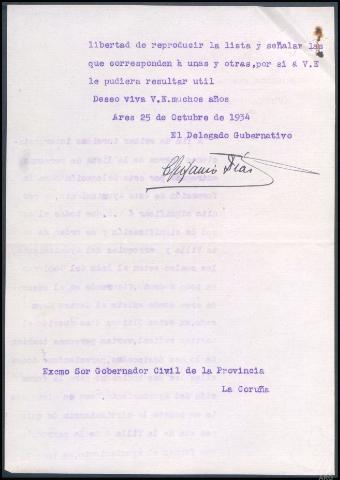 libertad de reproducir la lista y señalar las
que corresponden à unas y otras,por si à V.E
le pudiera resultar util
Deseo viva V.E.muchos años
Ares 25 de Octubre de 1934
El Delegado Gubernativo
Díaz
Excmo Sor Gobernador Civil de la Provincia
La Coruña